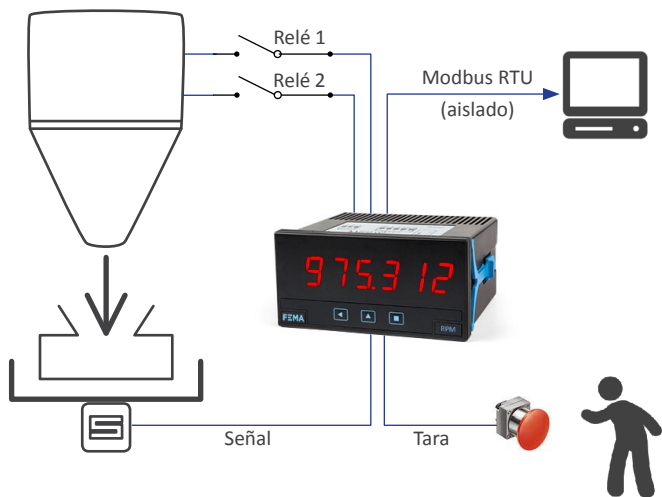 Relé 1
Relé 2
Modbus RTU
(aislado)
975.312
FEMA
RPM
Señal
Tara